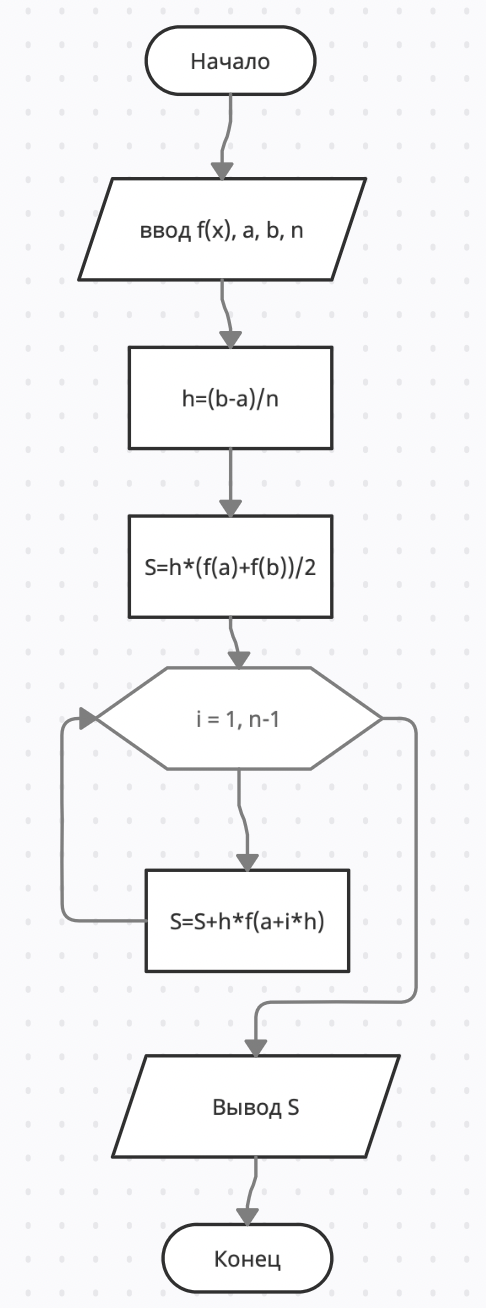 Начало
ввод f(x), a, b, n
h=(b-a)/n
S=h*(f(a)+f(b))/2
i = 1, n-1
S=S+h*f(a+i*h)
Вывод S
Конец